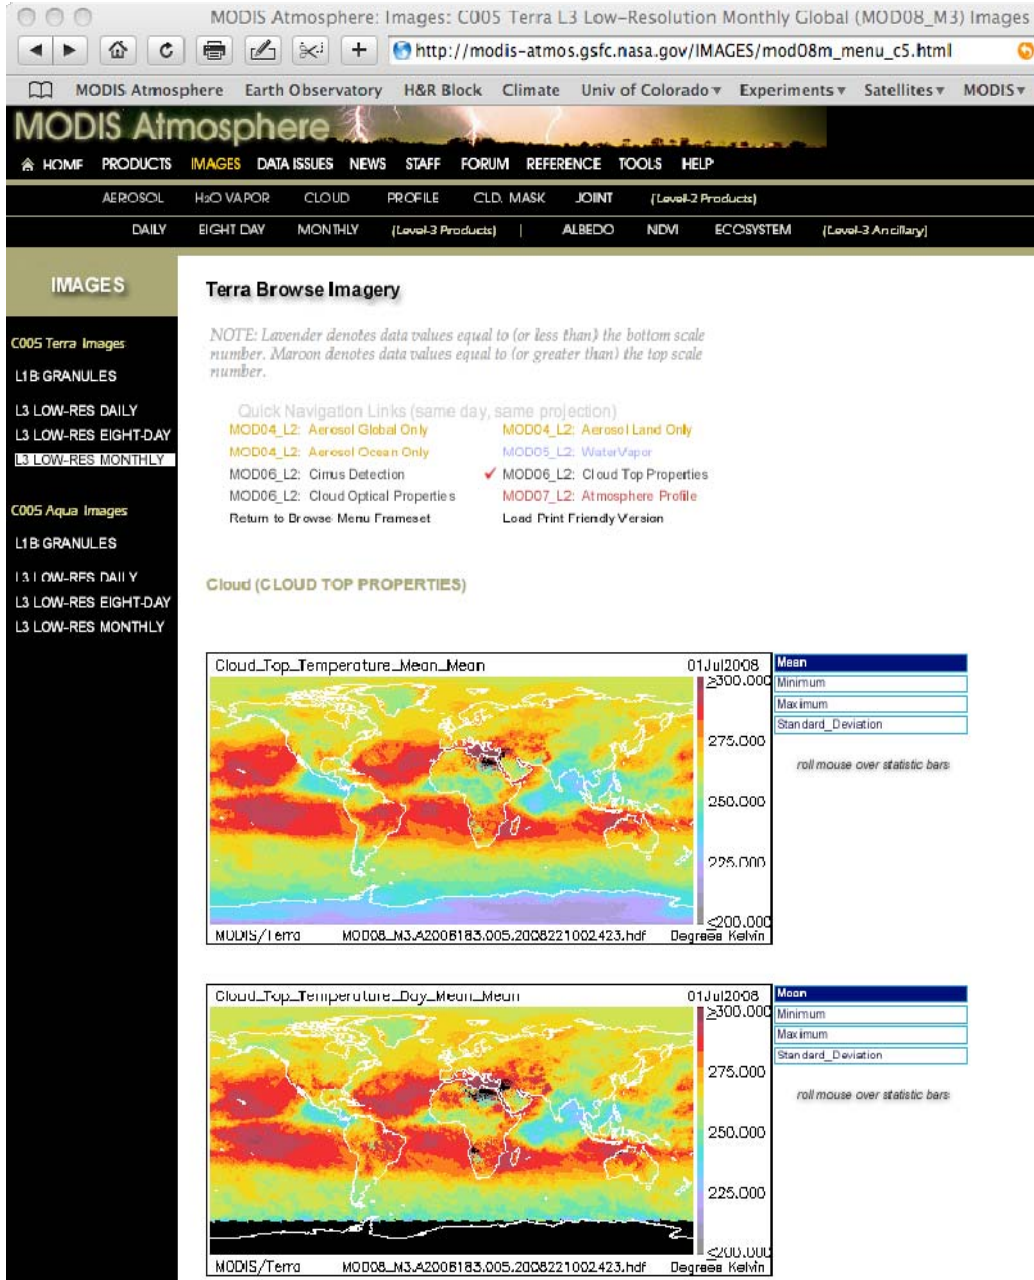 MODIS Atmosphere: Images: C005 Terra L3 Low-Resolution Monthly Global (MOD08_M3) Images
http://modis-atmos.gsfc.nasa.gov/IMAGES/mod08m_menu_c5.html
MODIS Atmosphere Earth Observatory H&R Block Climate Univ of Colorado Experiments Satellites MODIS
MODIS Atmosphere
HOME PRODUCTS IMAGES DATA ISSUES NEWS STAFF FORUM REFERENCE TOOLS HELP
AEROSOL H2O VAPOR CLOUD PROFILE CLD. MASK JOINT (Level-2 Products)
DAILY EIGHT DAY MONTHLY (Level-3 Products) | ALBEDO NDVI ECOSYSTEM (Level-3 Ancillary)
IMAGES
C005 Terra Images
L1B GRANULES
L3 LOW-RES DAILY
L3 LOW-RES EIGHT-DAY
L3 LOW-RES MONTHLY
C005 Aqua Images
L1B GRANULES
L3 LOW-RES DAILY
L3 LOW-RES EIGHT-DAY
L3 LOW-RES MONTHLY
Terra Browse Imagery
NOTE: Lavender denotes data values equal to (or less than) the bottom scale
number. Maroon denotes data values equal to (or greater than) the top scale
number.
Quick Navigation Links (same day, same projection)
MOD04_L2: Aerosol Global Only MOD04_L2: Aerosol Land Only
MOD04_L2: Aerosol Ocean Only MOD05_L2: WaterVapor
MOD06_L2: Cirrus Detection ✓ MOD06_L2: Cloud Top Properties
MOD06_L2: Cloud Optical Properties MOD07_L2: Atmosphere Profile
Return to Browse Menu Frameset Load Print Friendly Version
Cloud (CLOUD TOP PROPERTIES)
Cloud_Top_Temperature_Mean_Mean 01Jul2008
≥300.000
275.000
250.000
225.000
≤200.000
MODIS/Terra MOD08_M3.A2008183.005.2008221002423.hdf Degrees Kelvin
Mean
Minimum
Maximum
Standard_Deviation
roll mouse over statistic bars
Cloud_Top_Temperature_Day_Mean_Mean 01Jul2008
≥300.000
275.000
250.000
225.000
≤200.000
MODIS/Terra MOD08_M3.A2008183.005.2008221002423.hdf Degrees Kelvin
Mean
Minimum
Maximum
Standard_Deviation
roll mouse over statistic bars